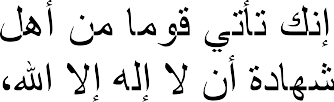 إنك تأتي قوما من أهل
شهادة أن لا إله إلا الله،